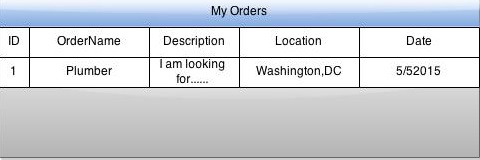 My Orders
ID OrderName Description Location Date
1 Plumber I am looking for...... Washington,DC 5/52015